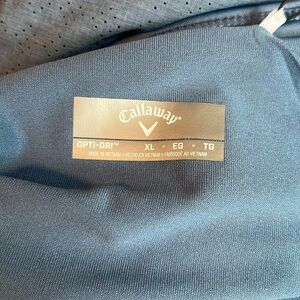 Callaway
OPTI-DRI™ XL • EG • TG
MADE IN VIETNAM • HECHO EN VIETNAM • FABRIQUÉ AU VIETNAM